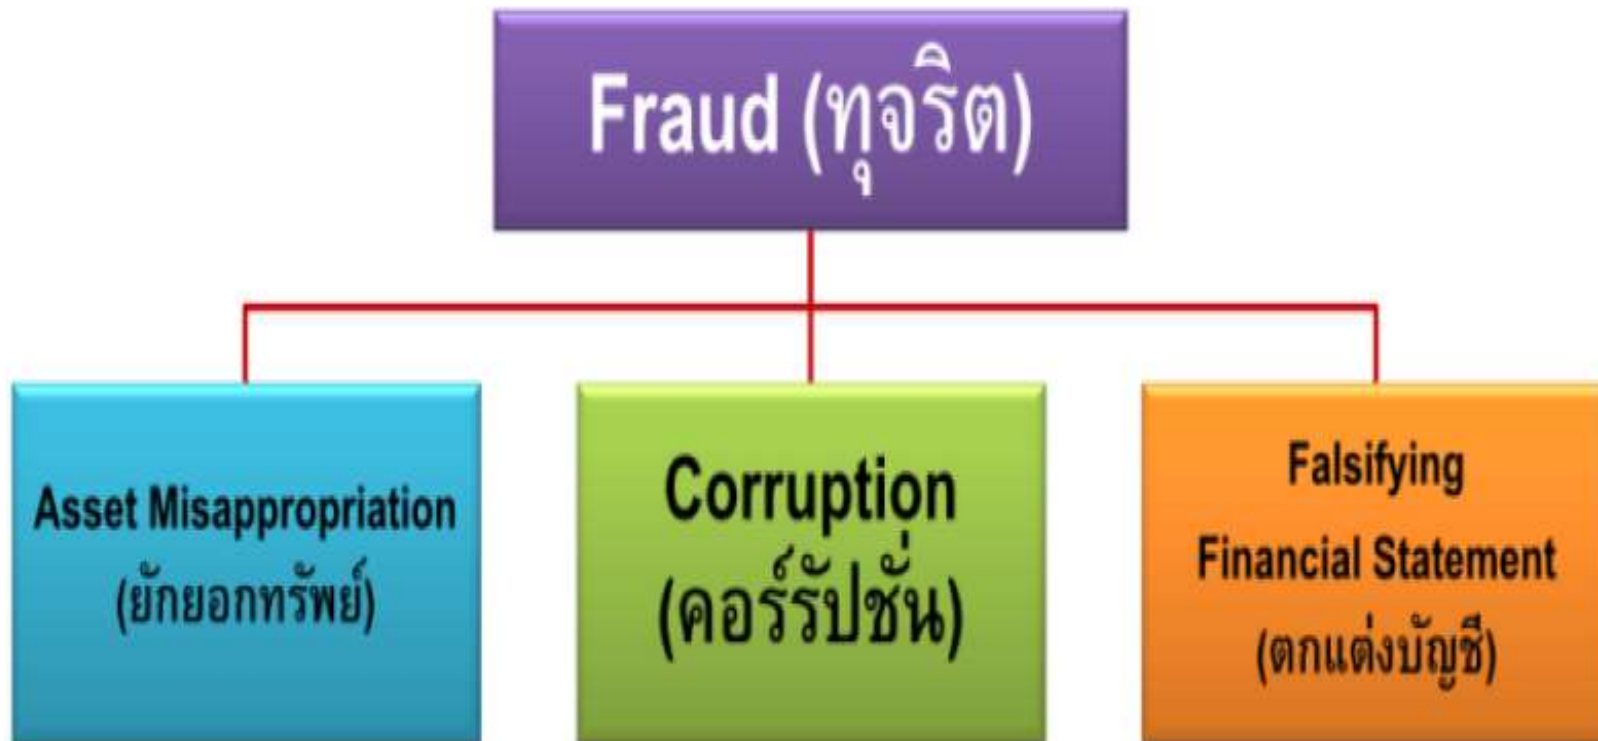 Fraud (ทุจริต)
Asset Misappropriation
(ยักยอกทรัพย์)
Corruption
(คอร์รัปชั่น)
Falsifying
Financial Statement
(ตกแต่งบัญชี)